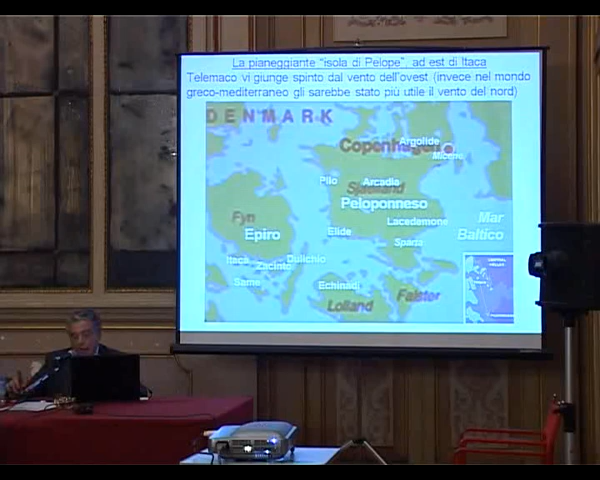 La pianeggiante “isola di Pelope”, ad est di Itaca
Telemaco vi giunge spinto dal vento dell’ovest (invece nel mondo
greco-mediterraneo gli sarebbe stato più utile il vento del nord)
DENMARK
Argolide
Copenhagen
Micene
Pilo
Arcadia
Sjaelland
Peloponneso
Lacedemone
Fyn
Mar
Baltico
Epiro
Elide
Sparta
Itaca
Zacinto
Dulichio
Same
Echinadi
Lolland
Falster